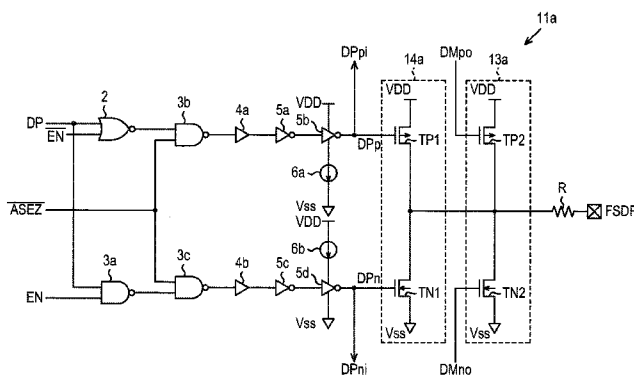 11a
DPpi
DMpo
14a
13a
VDD
VDD
2
3b
4a
5a
VDD
5b
DP
EN
DPp
TP1
TP2
6a
R
FSDP
ASEZ
Vss
VDD
6b
3a
3c
4b
5c
5d
DPn
TN1
TN2
EN
Vss
Vss
Vss
DPni
DMno